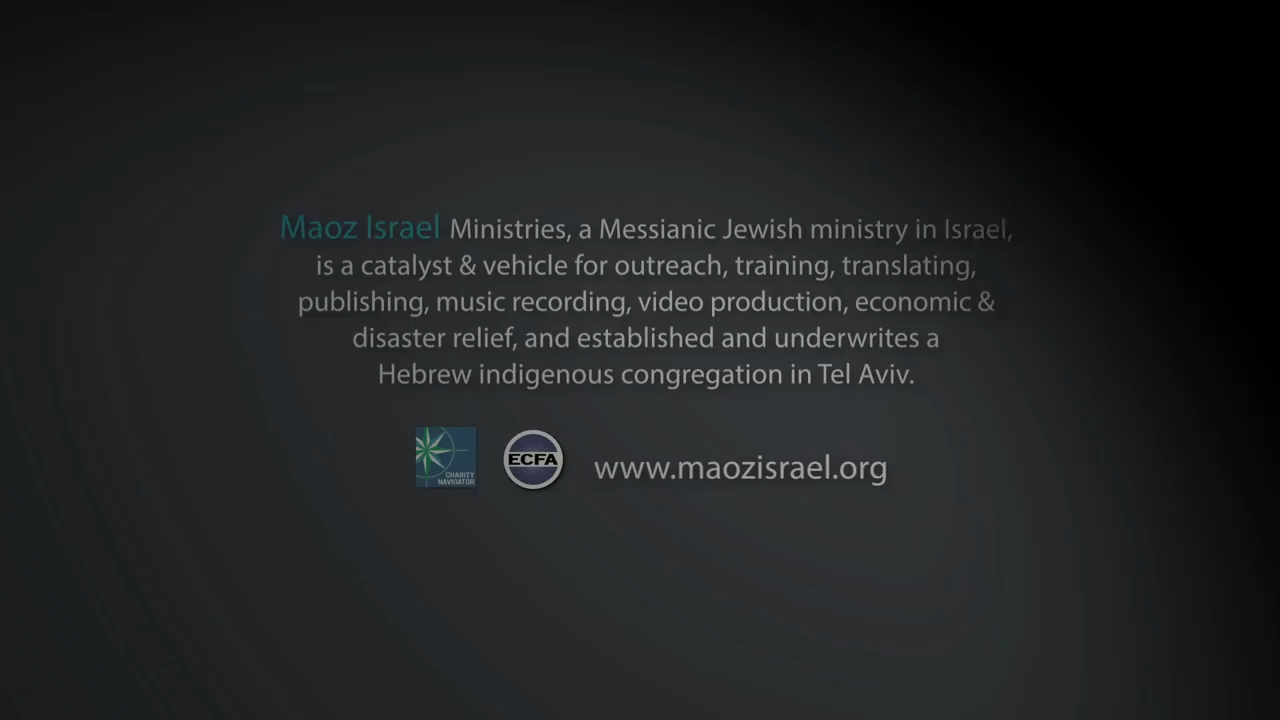 Maoz Israel Ministries, a Messianic Jewish ministry in Israel,
is a catalyst & vehicle for outreach, training, translating,
publishing, music recording, video production, economic &
disaster relief, and established and underwrites a
Hebrew indigenous congregation in Tel Aviv.
CHARITY
NAVIGATOR
ECFA
www.maozisrael.org